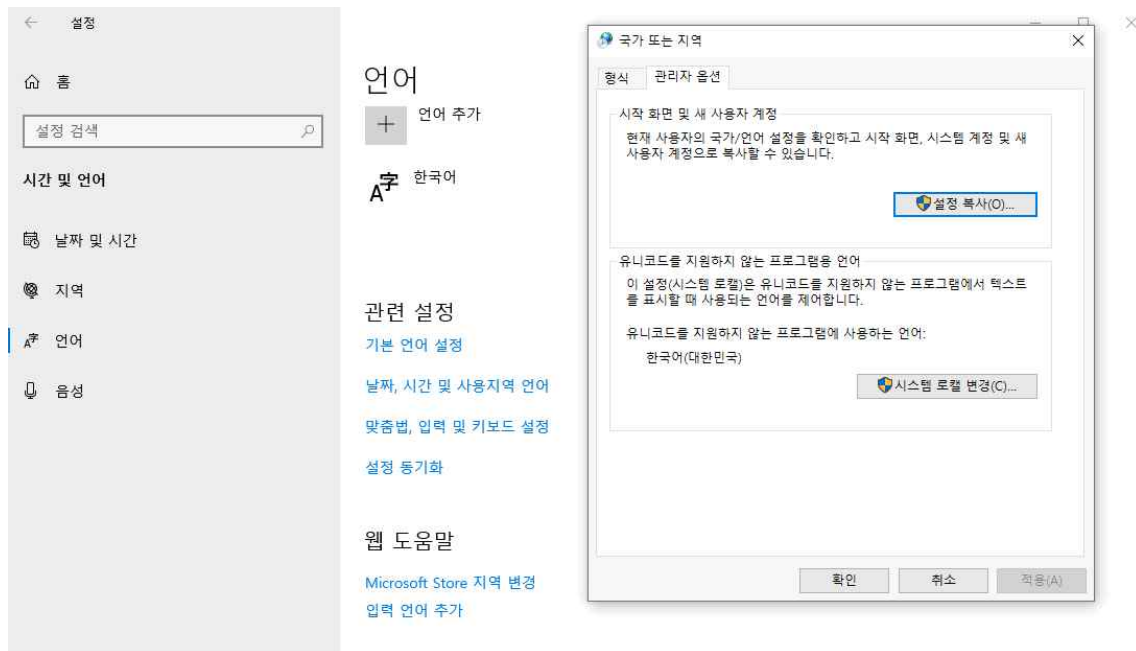 설정
홈
설정 검색
시간 및 언어
날짜 및 시간
지역
언어
음성
언어
언어 추가
한국어
관련 설정
기본 언어 설정
날짜, 시간 및 사용지역 언어
맞춤법, 입력 및 키보드 설정
설정 동기화
웹 도움말
Microsoft Store 지역 변경
입력 언어 추가
국가 또는 지역
형식 관리자 옵션
시작 화면 및 새 사용자 계정
현재 사용자의 국가/언어 설정을 확인하고 시작 화면, 시스템 계정 및 새
사용자 계정으로 복사할 수 있습니다.
설정 복사(O)...
유니코드를 지원하지 않는 프로그램용 언어
이 설정(시스템 로캘)은 유니코드를 지원하지 않는 프로그램에서 텍스트
를 표시할 때 사용되는 언어를 제어합니다.
유니코드를 지원하지 않는 프로그램에 사용하는 언어:
한국어(대한민국)
시스템 로캘 변경(C)...
확인 취소 적용(A)